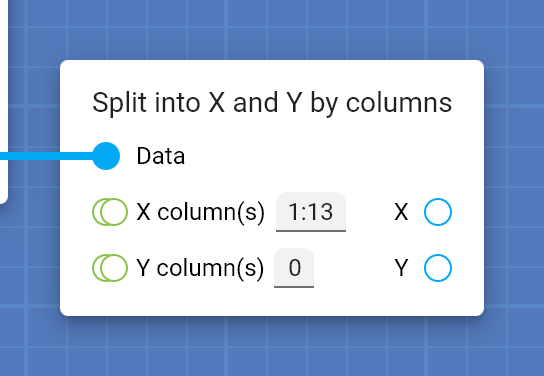 Split into X and Y by columns
Data
X column(s) 1:13 X
Y column(s) 0 Y